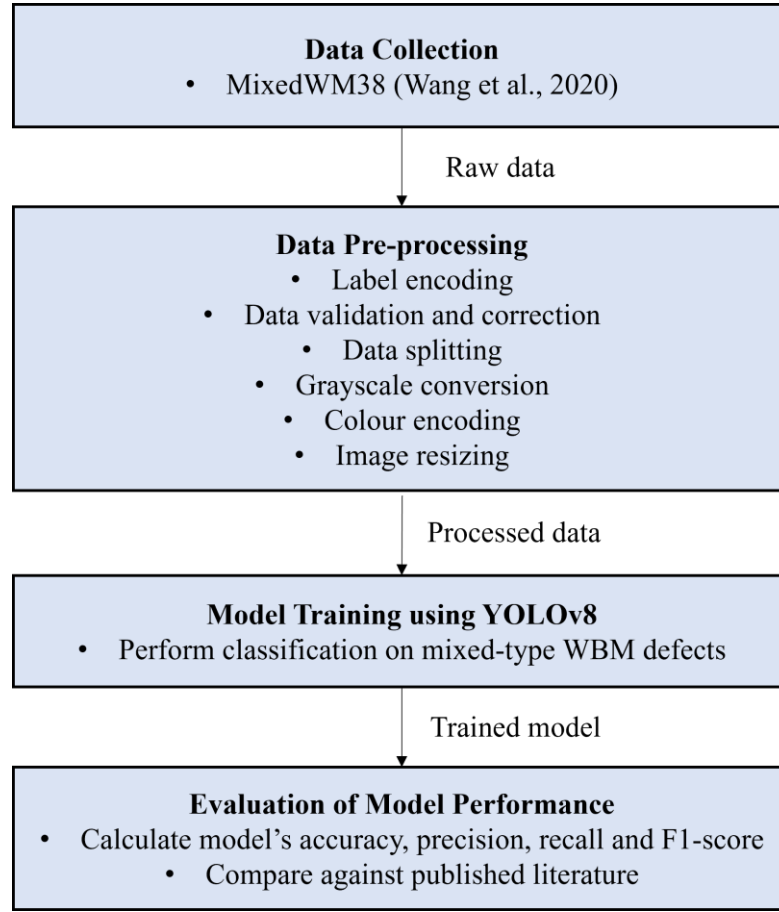 Data Collection
• MixedWM38 (Wang et al., 2020)
Raw data
Data Pre-processing
• Label encoding
• Data validation and correction
• Data splitting
• Grayscale conversion
• Colour encoding
• Image resizing
Processed data
Model Training using YOLOv8
• Perform classification on mixed-type WBM defects
Trained model
Evaluation of Model Performance
• Calculate model’s accuracy, precision, recall and F1-score
• Compare against published literature